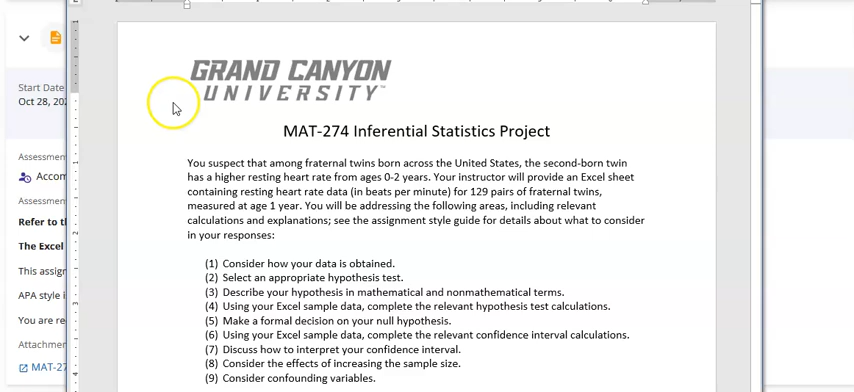 Start Date
Oct 28, 202
Assessmen
Accom
Assessmen
Refer to th
The Excel
This assign
APA style i
You are re
Attachmen
MAT-27
GRAND CANYON
UNIVERSITY™
MAT-274 Inferential Statistics Project
You suspect that among fraternal twins born across the United States, the second-born twin
has a higher resting heart rate from ages 0-2 years. Your instructor will provide an Excel sheet
containing resting heart rate data (in beats per minute) for 129 pairs of fraternal twins,
measured at age 1 year. You will be addressing the following areas, including relevant
calculations and explanations; see the assignment style guide for details about what to consider
in your responses:
(1) Consider how your data is obtained.
(2) Select an appropriate hypothesis test.
(3) Describe your hypothesis in mathematical and nonmathematical terms.
(4) Using your Excel sample data, complete the relevant hypothesis test calculations.
(5) Make a formal decision on your null hypothesis.
(6) Using your Excel sample data, complete the relevant confidence interval calculations.
(7) Discuss how to interpret your confidence interval.
(8) Consider the effects of increasing the sample size.
(9) Consider confounding variables.